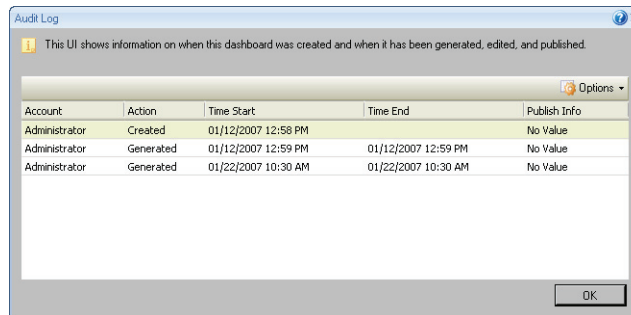 Audit Log
This UI shows information on when this dashboard was created and when it has been generated, edited, and published.
Options
Account Action Time Start Time End Publish Info
Administrator Created 01/12/2007 12:58 PM No Value
Administrator Generated 01/12/2007 12:59 PM 01/12/2007 12:59 PM No Value
Administrator Generated 01/22/2007 10:30 AM 01/22/2007 10:30 AM No Value
OK